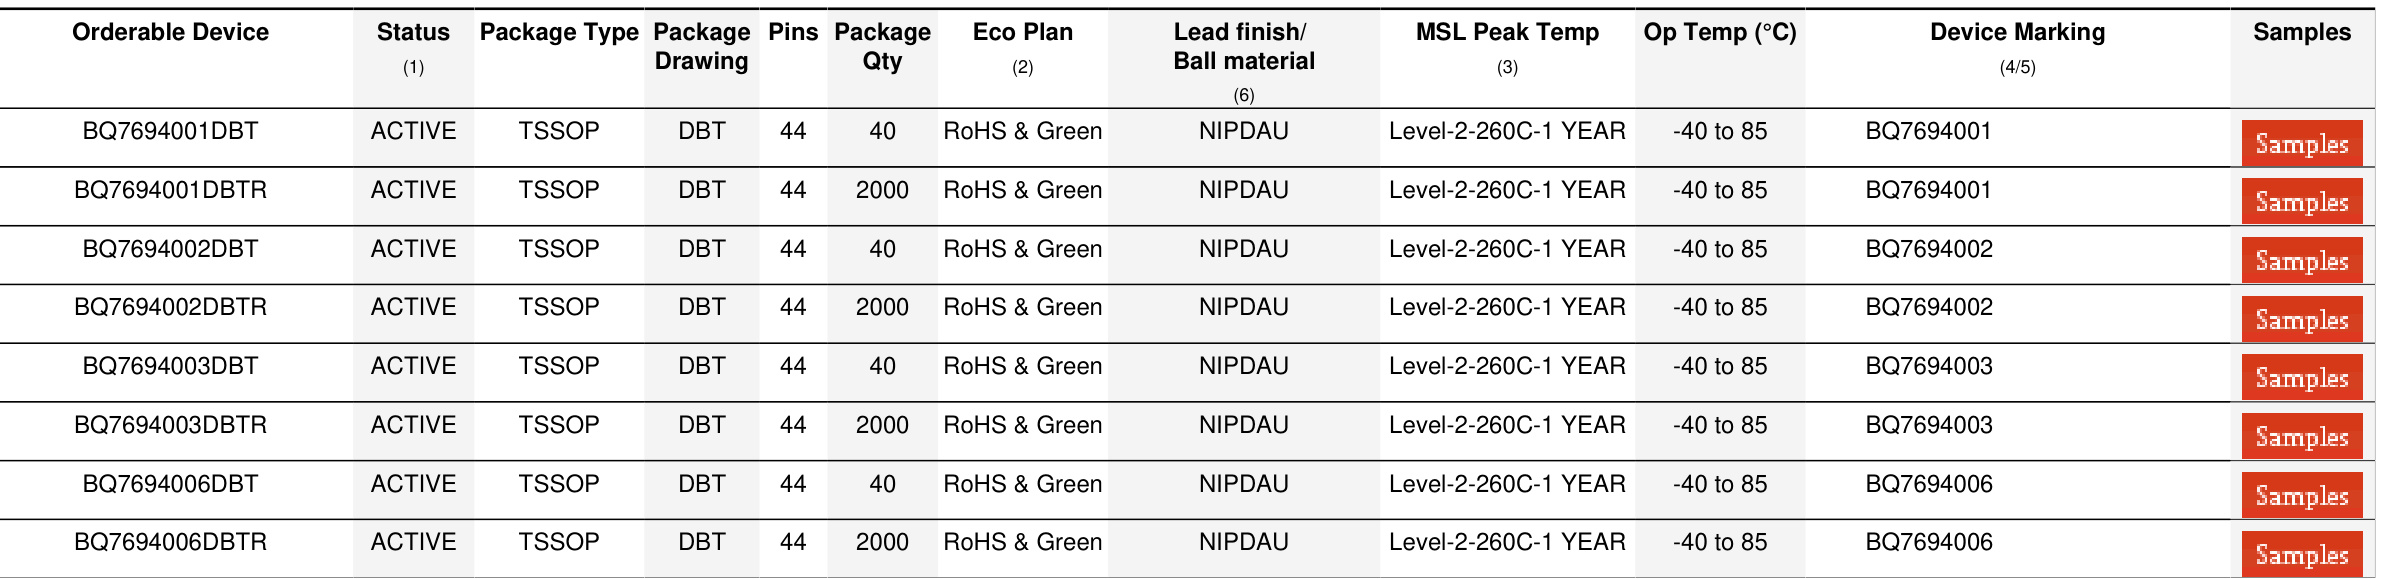 Orderable Device Status Package Type Package Pins Package Eco Plan Lead finish/ MSL Peak Temp Op Temp (°C) Device Marking Samples
(1) Drawing Qty (2) Ball material (3) (4/5)
(6)
BQ7694001DBT ACTIVE TSSOP DBT 44 40 RoHS & Green NIPDAU Level-2-260C-1 YEAR -40 to 85 BQ7694001 Samples
BQ7694001DBTR ACTIVE TSSOP DBT 44 2000 RoHS & Green NIPDAU Level-2-260C-1 YEAR -40 to 85 BQ7694001 Samples
BQ7694002DBT ACTIVE TSSOP DBT 44 40 RoHS & Green NIPDAU Level-2-260C-1 YEAR -40 to 85 BQ7694002 Samples
BQ7694002DBTR ACTIVE TSSOP DBT 44 2000 RoHS & Green NIPDAU Level-2-260C-1 YEAR -40 to 85 BQ7694002 Samples
BQ7694003DBT ACTIVE TSSOP DBT 44 40 RoHS & Green NIPDAU Level-2-260C-1 YEAR -40 to 85 BQ7694003 Samples
BQ7694003DBTR ACTIVE TSSOP DBT 44 2000 RoHS & Green NIPDAU Level-2-260C-1 YEAR -40 to 85 BQ7694003 Samples
BQ7694006DBT ACTIVE TSSOP DBT 44 40 RoHS & Green NIPDAU Level-2-260C-1 YEAR -40 to 85 BQ7694006 Samples
BQ7694006DBTR ACTIVE TSSOP DBT 44 2000 RoHS & Green NIPDAU Level-2-260C-1 YEAR -40 to 85 BQ7694006 Samples